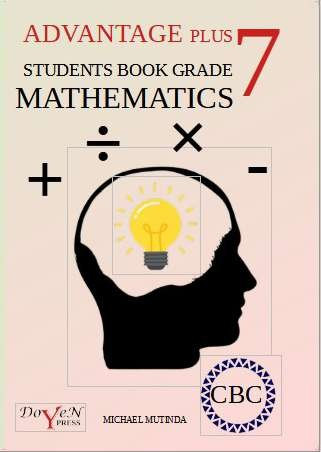 ADVANTAGE PLUS 7
STUDENTS BOOK GRADE
MATHEMATICS
+ ÷ × -
CBC
DoYeN
PRESS
MICHAEL MUTINDA